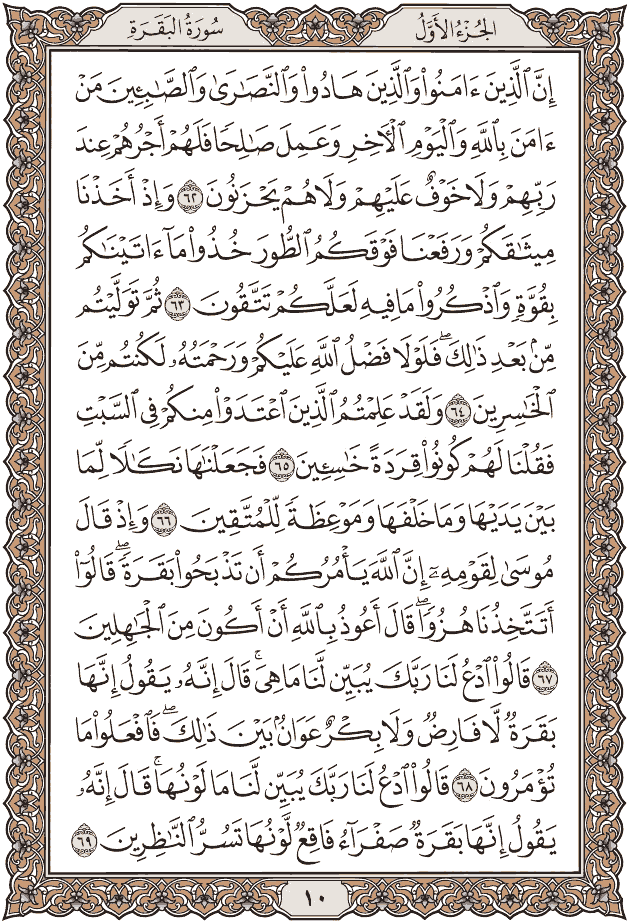 الجُزْءُ الأَوَّلُ
سُورَةُ البَقَرَةِ
إِنَّ ٱلَّذِينَ ءَامَنُواْ وَٱلَّذِينَ هَادُواْ وَٱلنَّصَٰرَىٰ وَٱلصَّٰبِـِٔينَ مَنْ
ءَامَنَ بِٱللَّهِ وَٱلْيَوْمِ ٱلْأَخِرِ وَعَمِلَ صَٰلِحًا فَلَهُمْ أَجْرُهُمْ عِندَ
رَبِّهِمْ وَلَا خَوْفٌ عَلَيْهِمْ وَلَا هُمْ يَحْزَنُونَ ٦٢ وَإِذْ أَخَذْنَا
مِيثَٰقَكُمْ وَرَفَعْنَا فَوْقَكُمُ ٱلطُّورَ خُذُواْ مَآ ءَاتَيْنَٰكُم
بِقُوَّةٍ وَٱذْكُرُواْ مَا فِيهِ لَعَلَّكُمْ تَتَّقُونَ ٦٣ ثُمَّ تَوَلَّيْتُم
مِّنۢ بَعْدِ ذَٰلِكَۖ فَلَوْلَا فَضْلُ ٱللَّهِ عَلَيْكُمْ وَرَحْمَتُهُۥ لَكُنتُم مِّنَ
ٱلْخَٰسِرِينَ ٦٤ وَلَقَدْ عَلِمْتُمُ ٱلَّذِينَ ٱعْتَدَوْاْ مِنكُمْ فِي ٱلسَّبْتِ
فَقُلْنَا لَهُمْ كُونُواْ قِرَدَةً خَٰسِـِٔينَ ٦٥ فَجَعَلْنَٰهَا نَكَٰلًا لِّمَا
بَيْنَ يَدَيْهَا وَمَا خَلْفَهَا وَمَوْعِظَةً لِّلْمُتَّقِينَ ٦٦ وَإِذْ قَالَ
مُوسَىٰ لِقَوْمِهِۦٓ إِنَّ ٱللَّهَ يَأْمُرُكُمْ أَن تَذْبَحُواْ بَقَرَةًۖ قَالُوٓاْ
أَتَتَّخِذُنَا هُزُوًاۖ قَالَ أَعُوذُ بِٱللَّهِ أَنْ أَكُونَ مِنَ ٱلْجَٰهِلِينَ
٦٧ قَالُواْ ٱدْعُ لَنَا رَبَّكَ يُبَيِّن لَّنَا مَا هِيَۚ قَالَ إِنَّهُۥ يَقُولُ إِنَّهَا
بَقَرَةٌ لَّا فَارِضٌ وَلَا بِكْرٌ عَوَانٌۢ بَيْنَ ذَٰلِكَۖ فَٱفْعَلُواْ مَا
تُؤْمَرُونَ ٦٨ قَالُواْ ٱدْعُ لَنَا رَبَّكَ يُبَيِّن لَّنَا مَا لَوْنُهَاۚ قَالَ إِنَّهُۥ
يَقُولُ إِنَّهَا بَقَرَةٌ صَفْرَآءُ فَاقِعٌ لَّوْنُهَا تَسُرُّ ٱلنَّٰظِرِينَ ٦٩
١٠